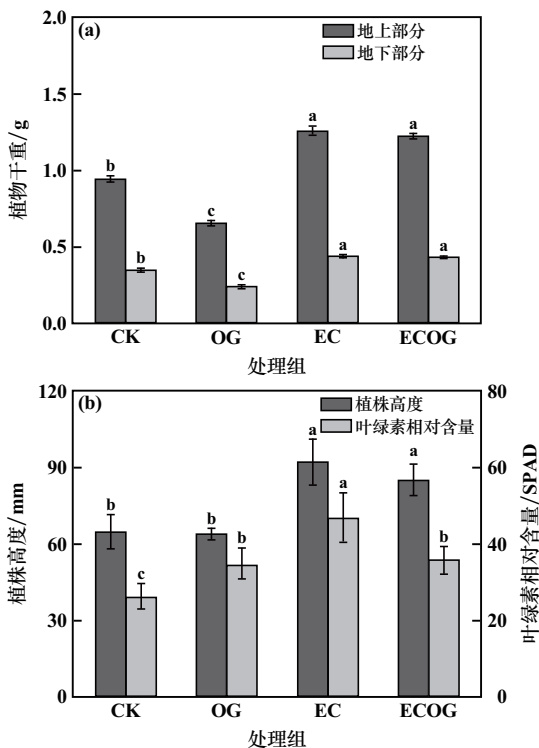 (a)
地上部分
地下部分
植物干重/g
2.0
1.5
1.0
0.5
0.0
b
b
c
c
a
a
a
a
CK OG EC ECOG
处理组
(b)
植株高度
叶绿素相对含量
植株高度/mm
120
90
60
30
0
b
c
b
b
a
a
a
b
80
60
40
20
0
叶绿素相对含量/SPAD
CK OG EC ECOG
处理组